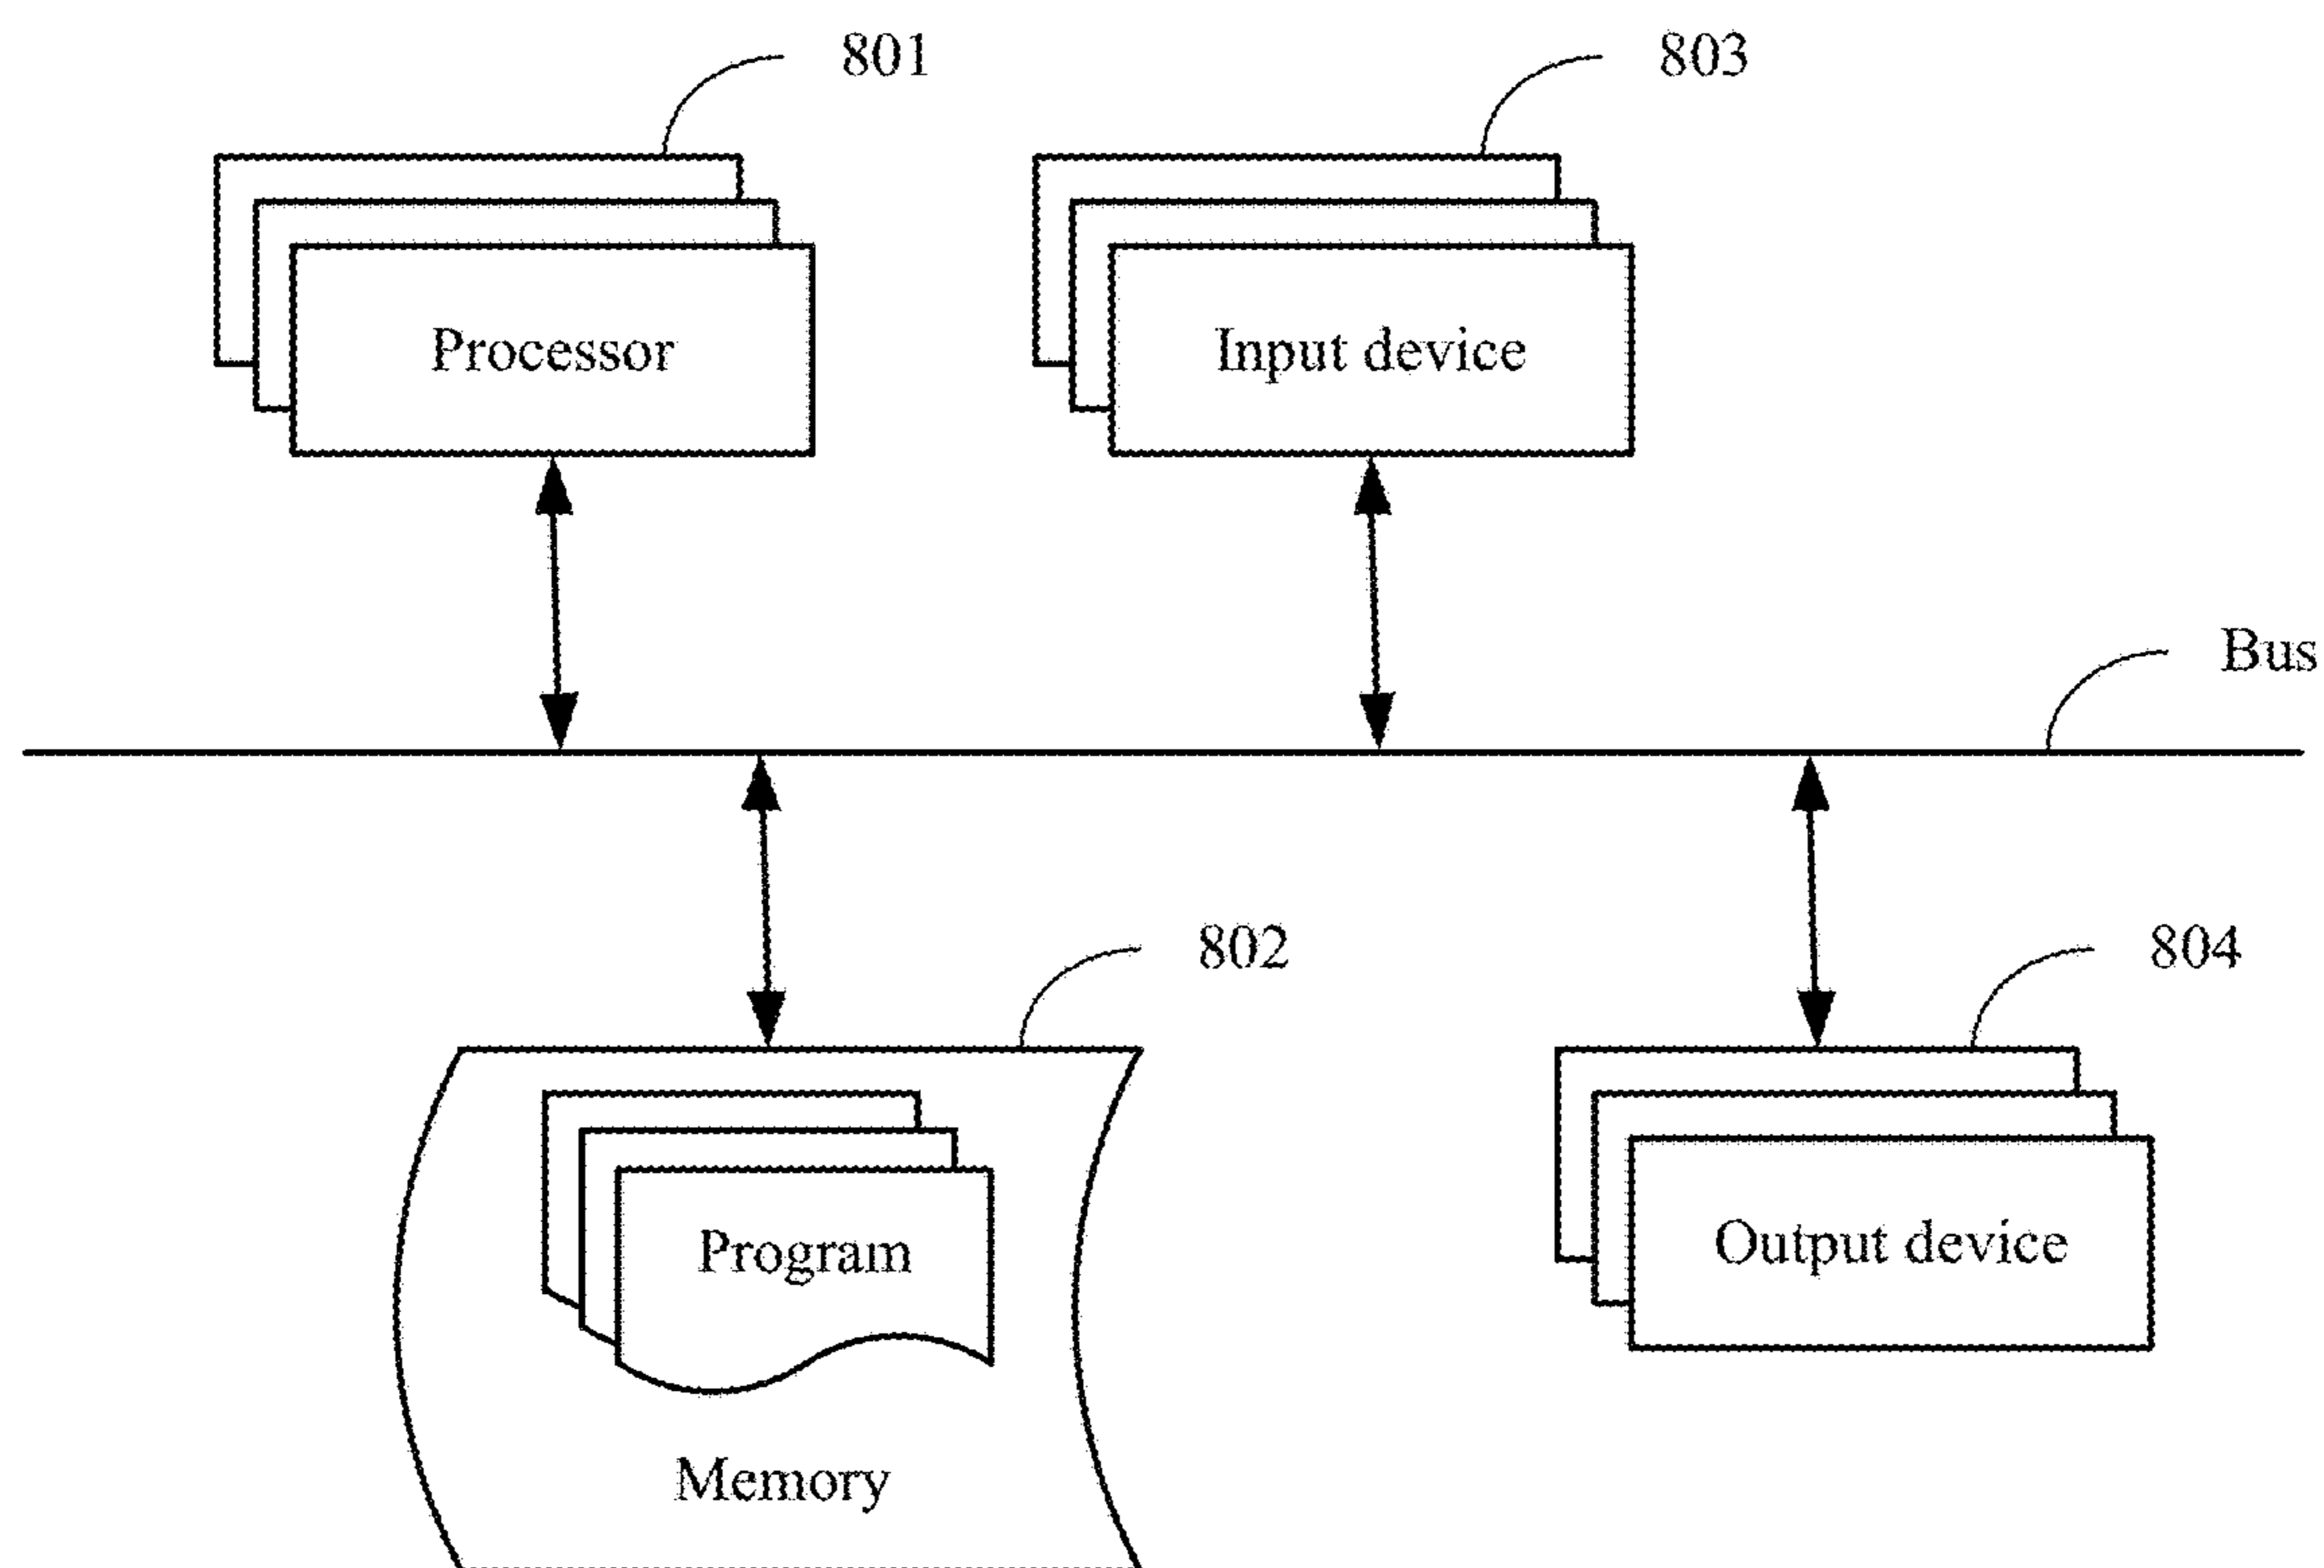 801
803
Processor
Input device
Bus
802
804
Program
Output device
Memory